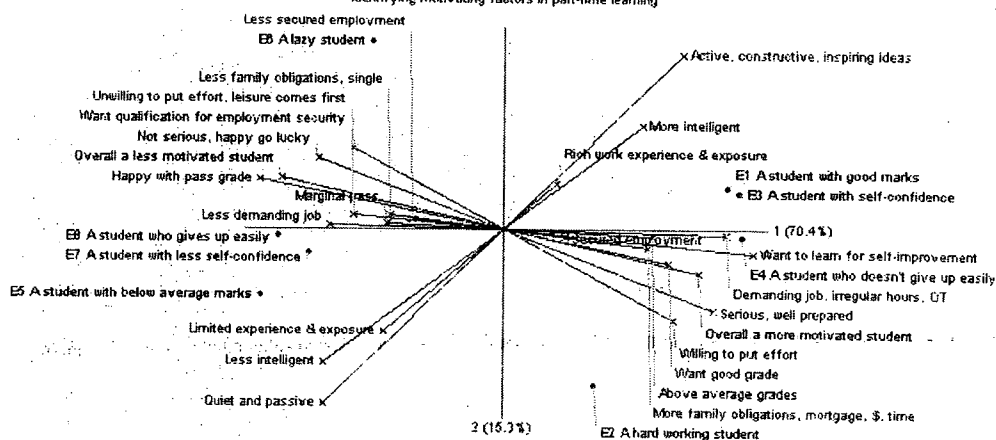 Identifying motivating factors in part-time learning
Less secured employment
E6 A lazy student
Active, constructive, inspiring ideas
Less family obligations, single
Unwilling to put effort, leisure comes first
Want qualification for employment security
More intelligent
Not serious, happy go lucky
Overall a less motivated student
Rich work experience & exposure
Happy with pass grade
E1 A student with good marks
Marginal pass
E3 A student with self-confidence
Less demanding job
1 (70.4%)
E8 A student who gives up easily
Secured employment
E7 A student with less self-confidence
Want to learn for self-improvement
E4 A student who doesn't give up easily
E5 A student with below average marks
Demanding job, irregular hours, OT
Serious, well prepared
Limited experience & exposure
Overall a more motivated student
Less intelligent
Willing to put effort
Want good grade
Above average grades
Quiet and passive
More family obligations, mortgage, $, time
2 (15.3%)
E2 A hard working student